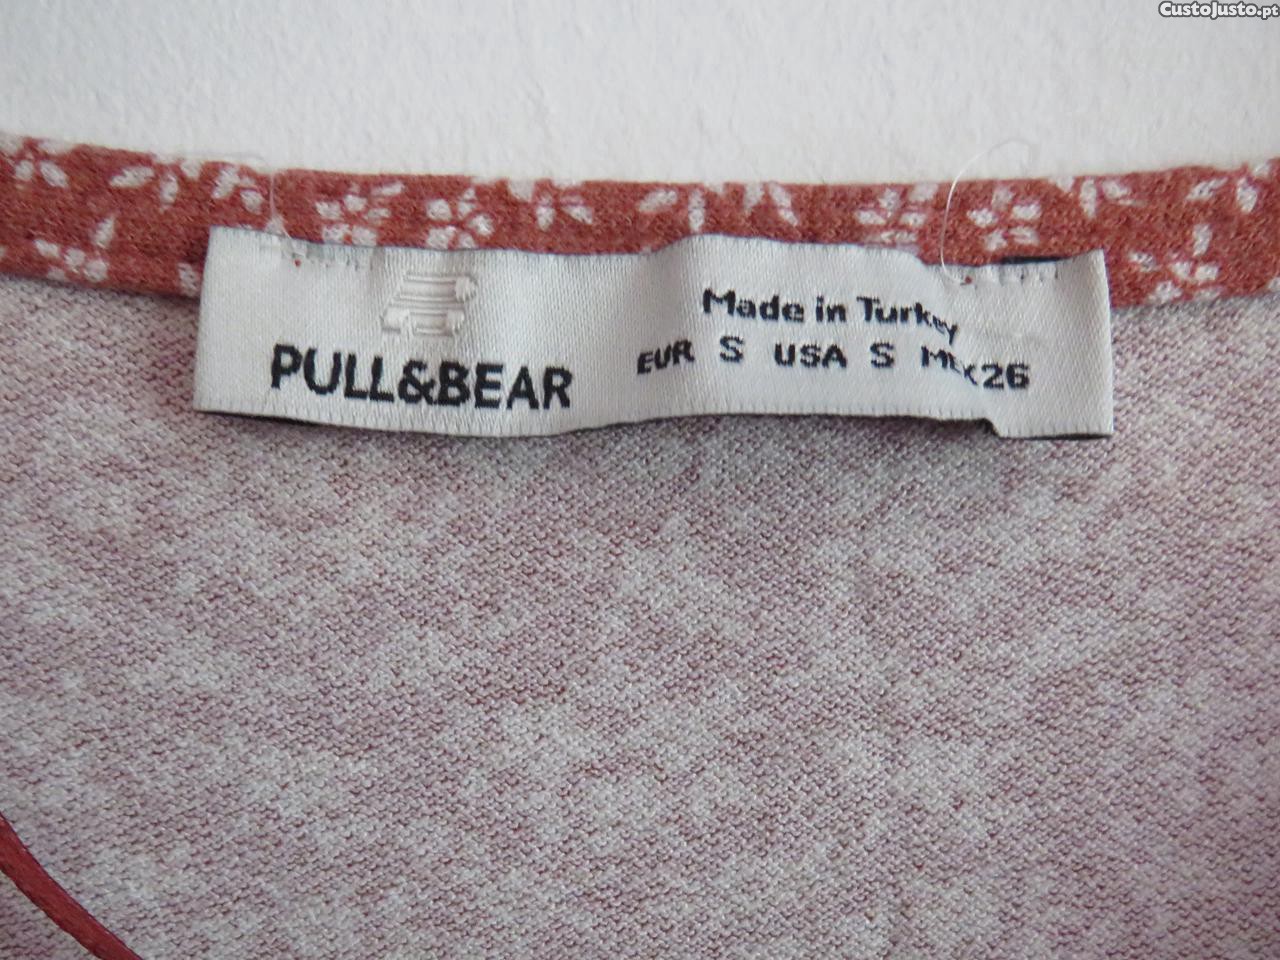 CustoJusto.pt
PULL&BEAR
Made in Turkey
EUR S USA S MEX 26